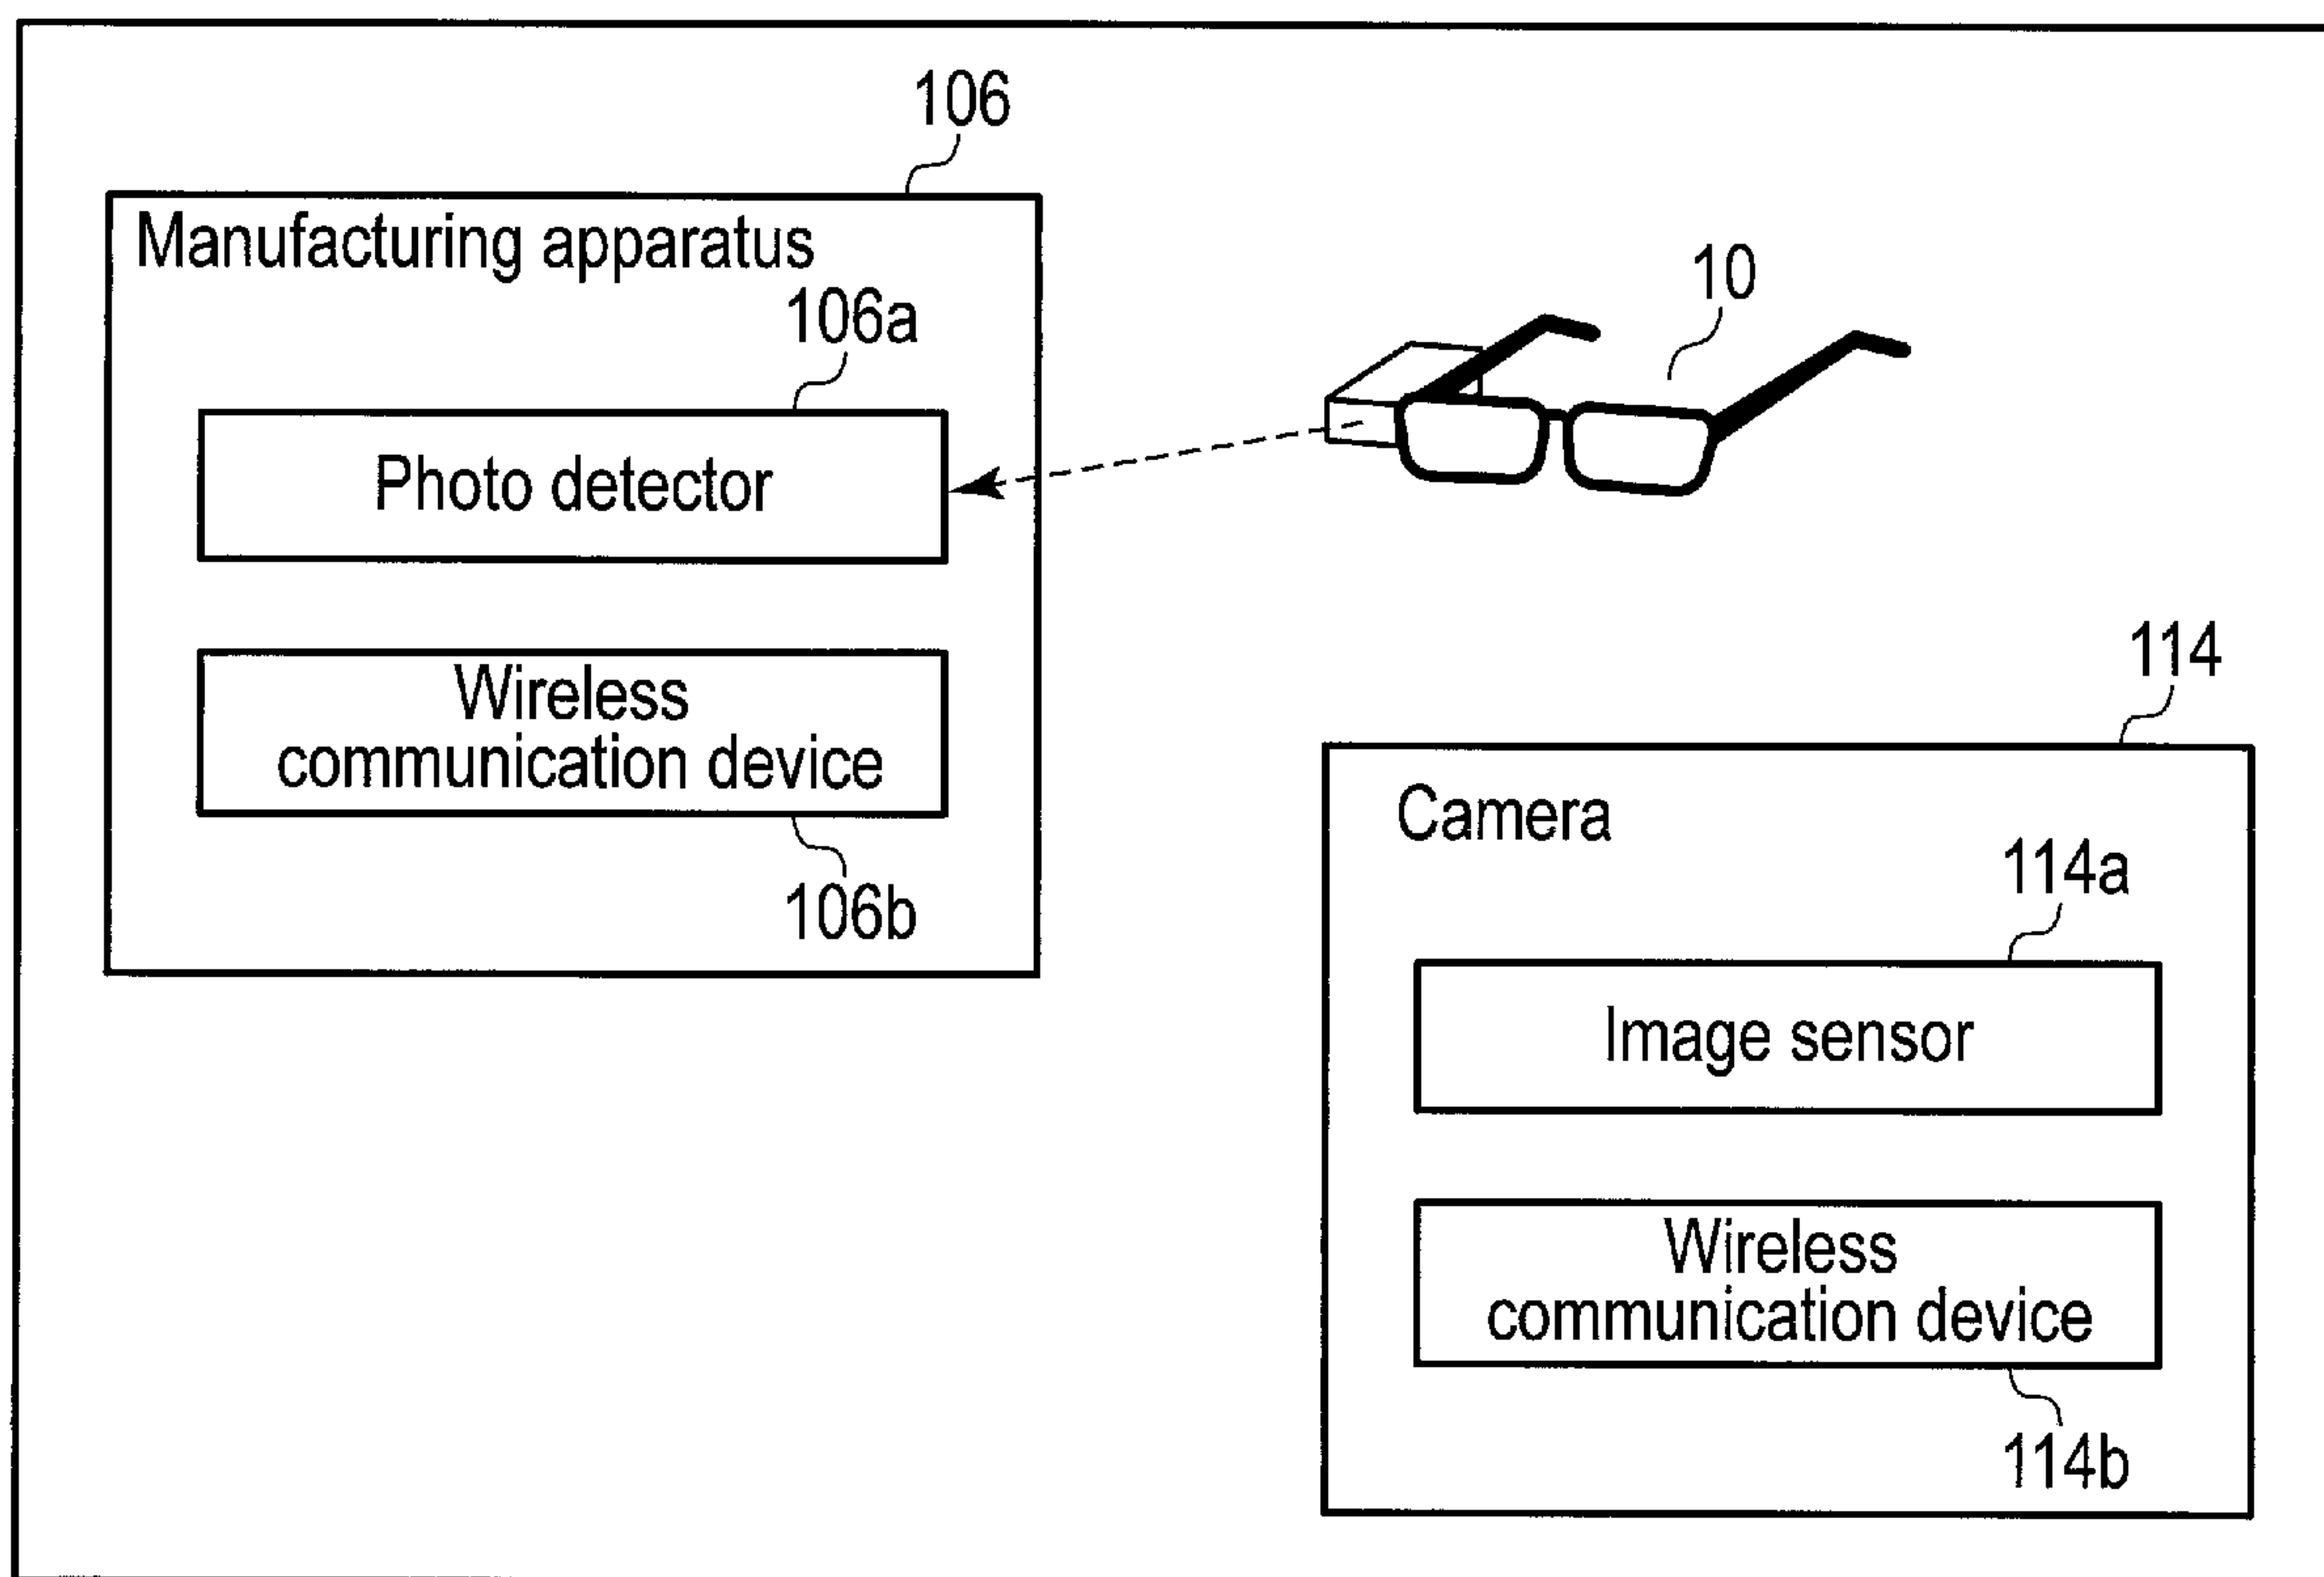 106
Manufacturing apparatus
106a
Photo detector
Wireless
communication device
106b
10
114
Camera
114a
Image sensor
Wireless
communication device
114b